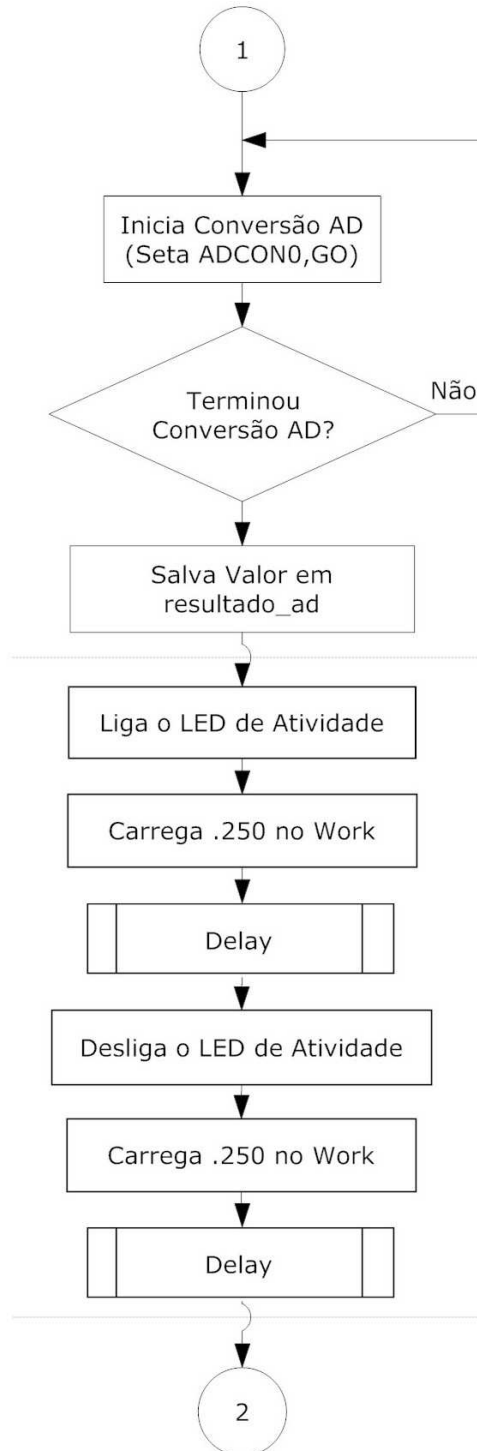 1
Inicia Conversão AD
(Seta ADCON0,GO)
Terminou
Conversão AD?
Não
Salva Valor em
resultado_ad
Liga o LED de Atividade
Carrega .250 no Work
Delay
Desliga o LED de Atividade
Carrega .250 no Work
Delay
2